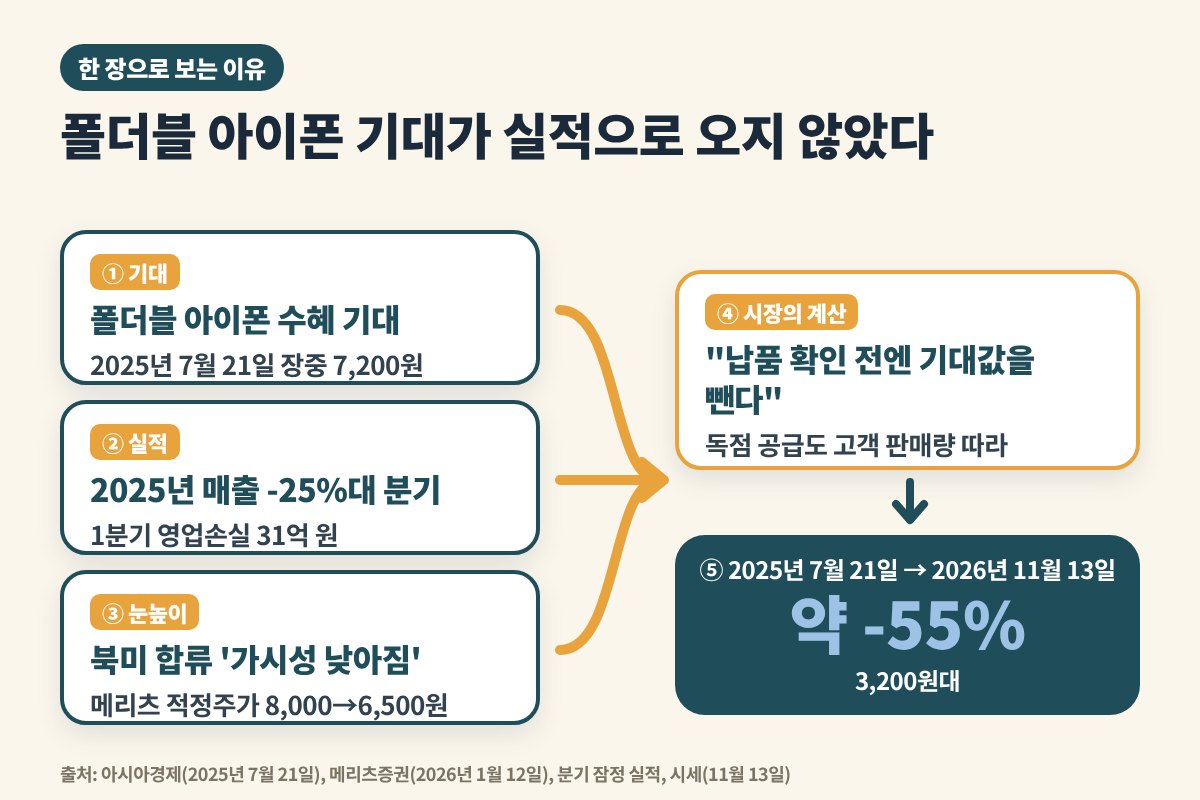 한 장으로 보는 이유
폴더블 아이폰 기대가 실적으로 오지 않았다
① 기대
폴더블 아이폰 수혜 기대
2025년 7월 21일 장중 7,200원
② 실적
2025년 매출 -25%대 분기
1분기 영업손실 31억 원
③ 눈높이
북미 합류 '가시성 낮아짐'
메리츠 적정주가 8,000→6,500원
④ 시장의 계산
"납품 확인 전엔 기대값을
뺀다"
독점 공급도 고객 판매량 따라
⑤ 2025년 7월 21일 → 2026년 11월 13일
약 -55%
3,200원대
출처: 아시아경제(2025년 7월 21일), 메리츠증권(2026년 1월 12일), 분기 잠정 실적, 시세(11월 13일)